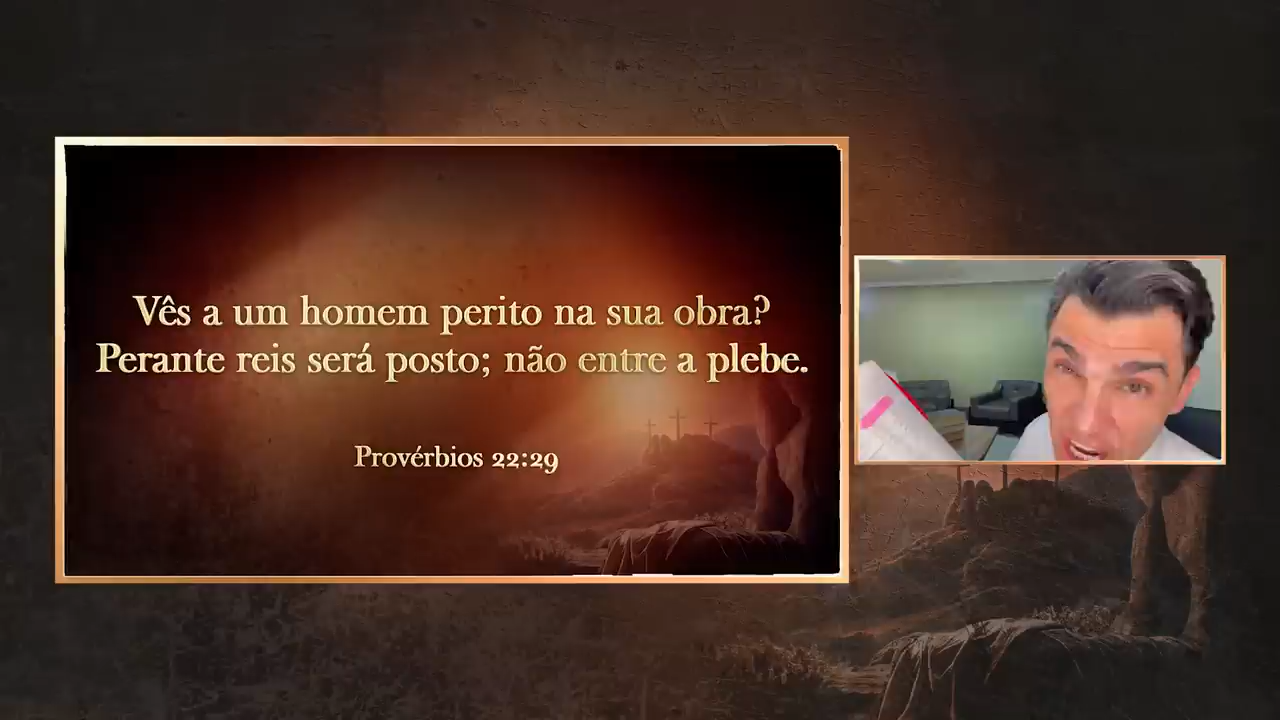 Vês a um homem perito na sua obra?
Perante reis será posto; não entre a plebe.
Provérbios 22:29